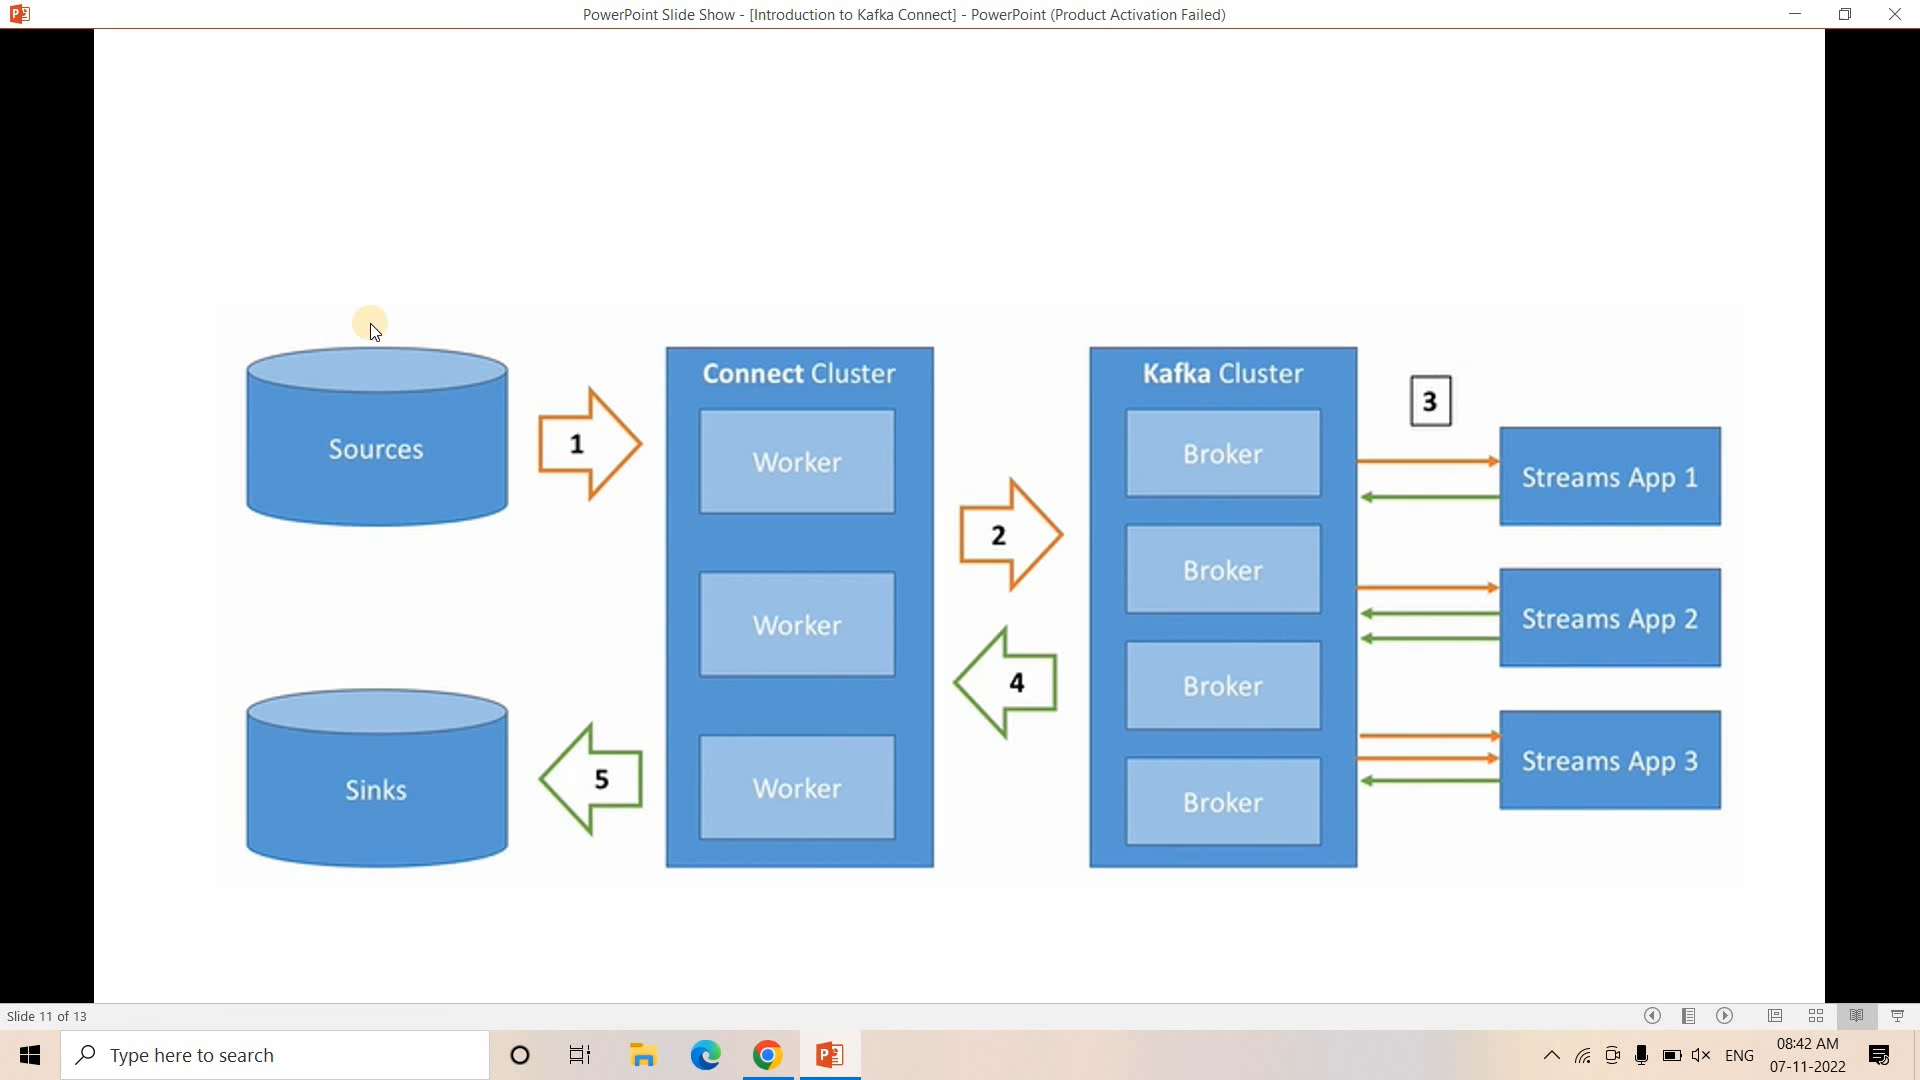 PowerPoint Slide Show - [Introduction to Kafka Connect] - PowerPoint (Product Activation Failed)
Sources
1
Connect Cluster
Worker
Worker
Worker
2
4
Kafka Cluster
Broker
Broker
Broker
Broker
3
Streams App 1
Streams App 2
Streams App 3
Sinks
5
Slide 11 of 13
Type here to search
ENG
08:42 AM
07-11-2022